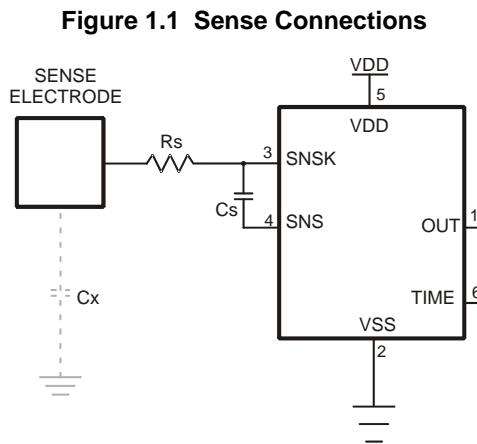 Figure 1.1 Sense Connections
SENSE
ELECTRODE
VDD
5
VDD
Rs
3
SNSK
Cs
4
SNS
OUT
1
Cx
TIME
6
VSS
2